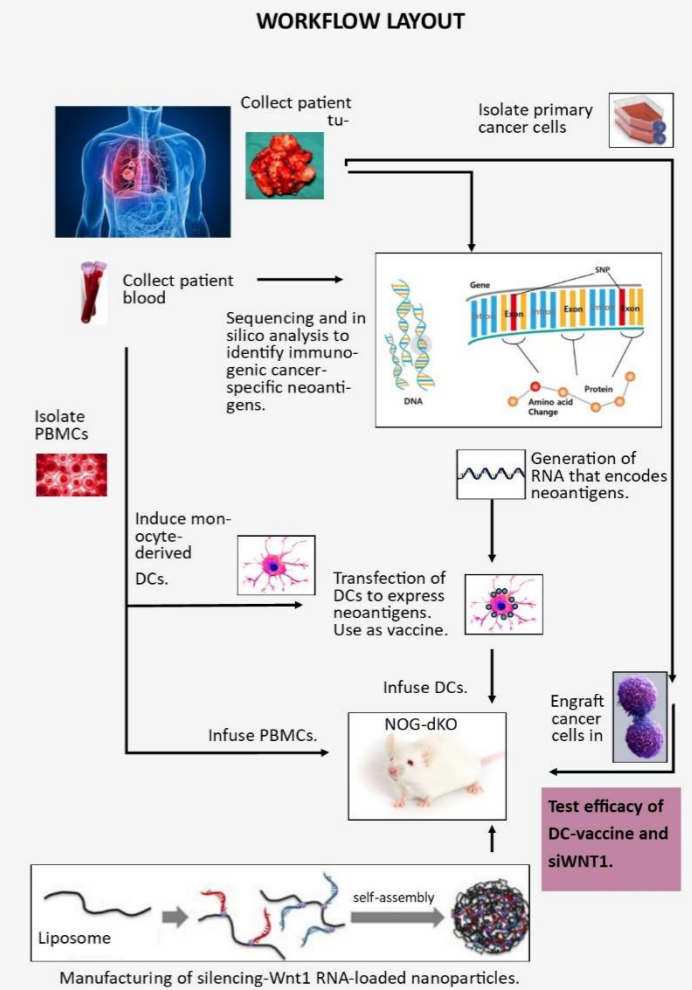 WORKFLOW LAYOUT
Collect patient
tu-
Isolate primary
cancer cells
Collect patient
blood
Sequencing and in
silico analysis to
identify immuno-
genic cancer-
specific neoanti-
gens.
SNP
Gene
Intron
Exon
Intron
Exon
Intron
Exon
DNA
Protein
Amino acid
Change
Isolate
PBMCs
Generation of
RNA that encodes
neoantigens.
Induce mon-
ocyte-
derived
DCs.
Transfection of
DCs to express
neoantigens.
Use as vaccine.
Infuse DCs.
Engraft
cancer
cells in
Infuse PBMCs.
NOG-dKO
Test efficacy of
DC-vaccine and
siWNT1.
self-assembly
Liposome
Manufacturing of silencing-Wnt1 RNA-loaded nanoparticles.